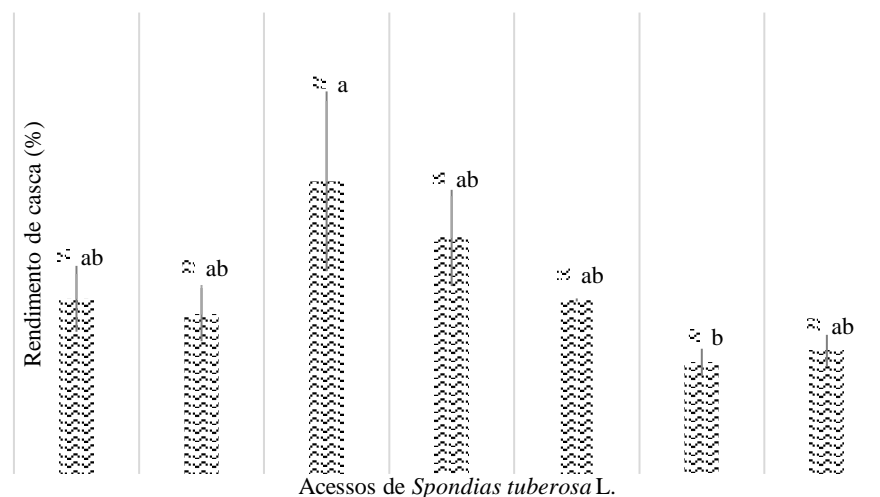 Rendimento de casca (%)
a
ab
ab
ab
ab
b
ab
Acessos de Spondias tuberosa L.